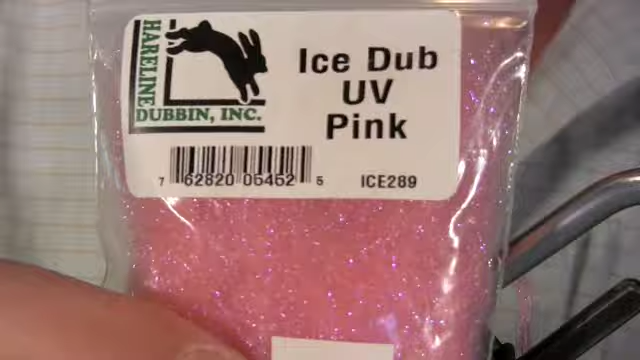 HARELINE
DUBBIN, INC.
Ice Dub
UV
Pink
7 62820 05452 5
ICE289